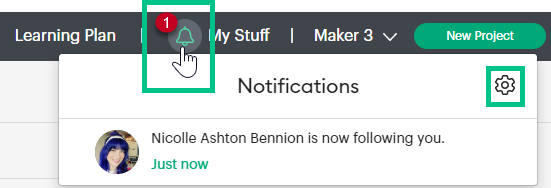 Learning Plan | 1 My Stuff | Maker 3 New Project
Notifications
Nicolle Ashton Bennion is now following you.
Just now